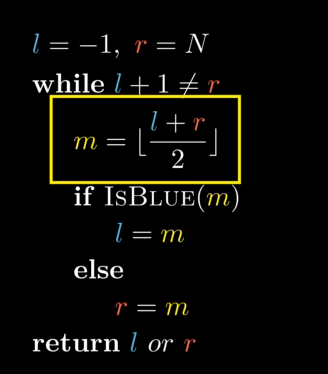 l = −1, r = N
while l + 1 ≠ r
m = ⌊(l + r)/2⌋
if IsBlue(m)
l = m
else
r = m
return l or r